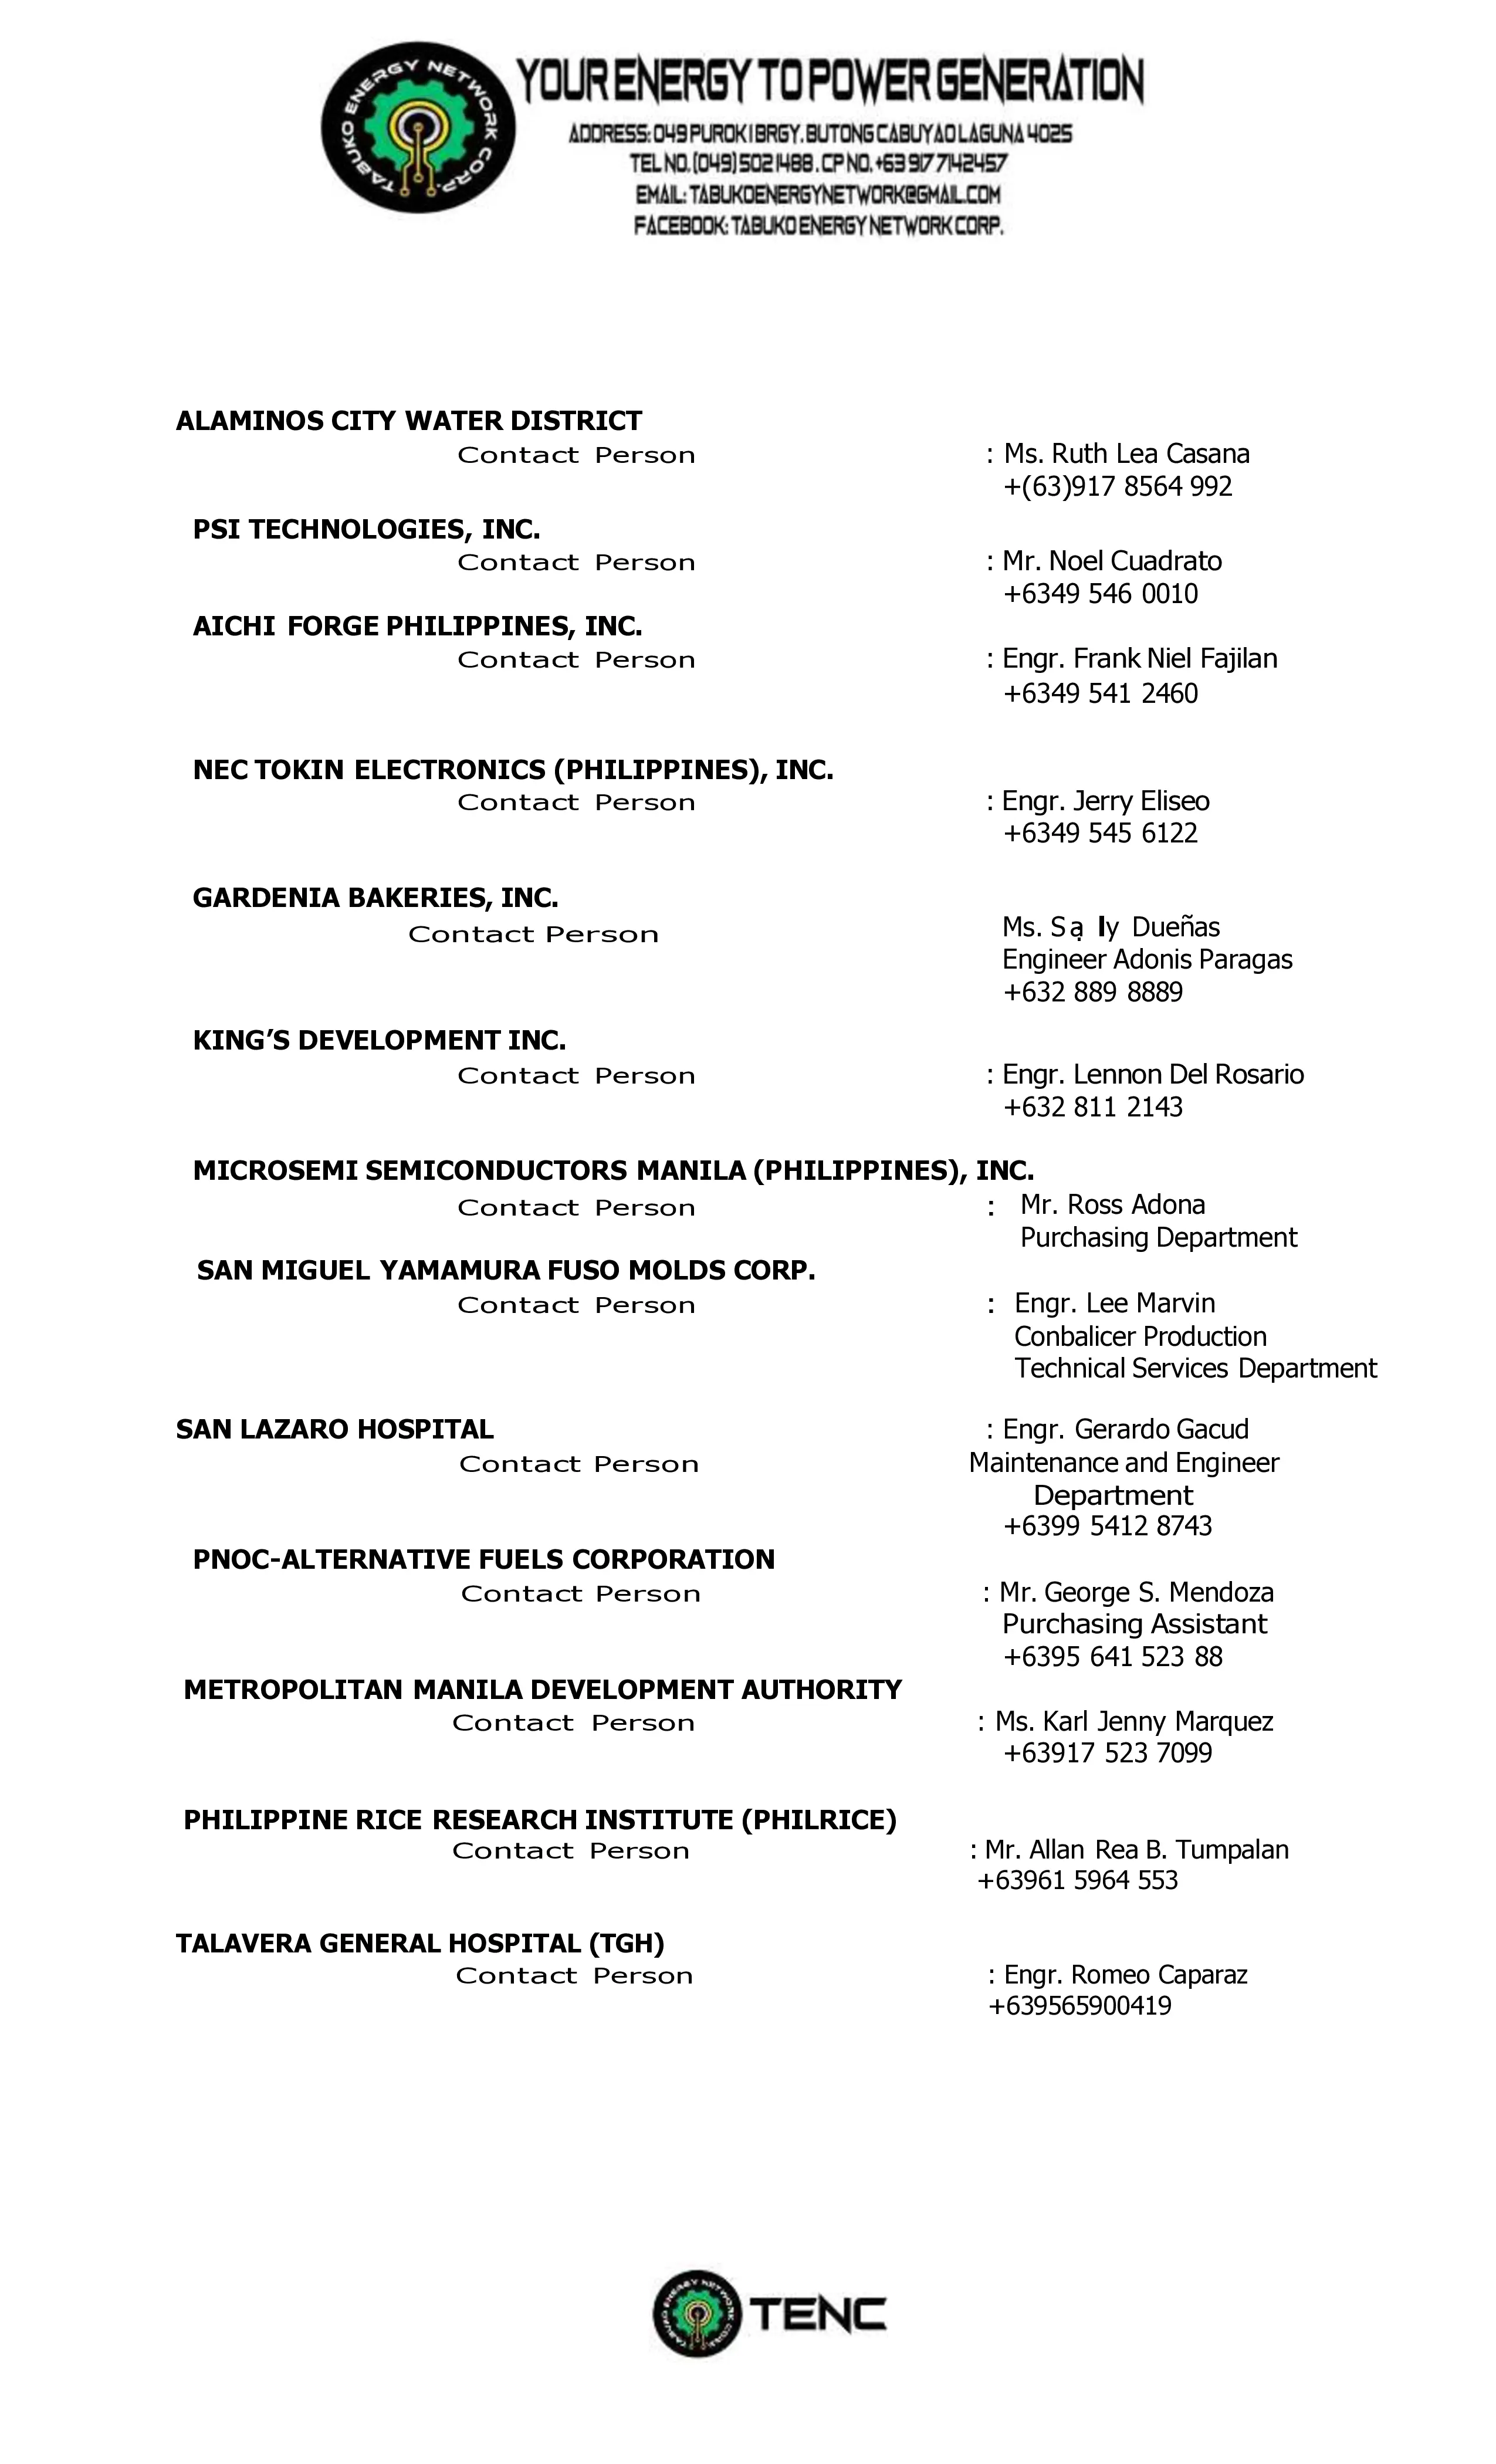 TABUKO ENERGY NETWORK CORP.
YOUR ENERGY TO POWER GENERATION
ADDRESS: 049 PUROK 1 BRGY. BUTONG CABUYAO LAGUNA 4025
TEL NO. (049) 502 1488 . CP NO. +63 917 7142457
EMAIL: TABUKOENERGYNETWORK@GMAIL.COM
FACEBOOK: TABUKO ENERGY NETWORK CORP.
ALAMINOS CITY WATER DISTRICT
Contact Person : Ms. Ruth Lea Casana
+(63)917 8564 992
PSI TECHNOLOGIES, INC.
Contact Person : Mr. Noel Cuadrato
+6349 546 0010
AICHI FORGE PHILIPPINES, INC.
Contact Person : Engr. Frank Niel Fajilan
+6349 541 2460
NEC TOKIN ELECTRONICS (PHILIPPINES), INC.
Contact Person : Engr. Jerry Eliseo
+6349 545 6122
GARDENIA BAKERIES, INC.
Contact Person Ms. Sạly Dueñas
Engineer Adonis Paragas
+632 889 8889
KING’S DEVELOPMENT INC.
Contact Person : Engr. Lennon Del Rosario
+632 811 2143
MICROSEMI SEMICONDUCTORS MANILA (PHILIPPINES), INC.
Contact Person : Mr. Ross Adona
Purchasing Department
SAN MIGUEL YAMAMURA FUSO MOLDS CORP.
Contact Person : Engr. Lee Marvin
Conbalicer Production
Technical Services Department
SAN LAZARO HOSPITAL : Engr. Gerardo Gacud
Contact Person Maintenance and Engineer
Department
+6399 5412 8743
PNOC-ALTERNATIVE FUELS CORPORATION
Contact Person : Mr. George S. Mendoza
Purchasing Assistant
+6395 641 523 88
METROPOLITAN MANILA DEVELOPMENT AUTHORITY
Contact Person : Ms. Karl Jenny Marquez
+63917 523 7099
PHILIPPINE RICE RESEARCH INSTITUTE (PHILRICE)
Contact Person : Mr. Allan Rea B. Tumpalan
+63961 5964 553
TALAVERA GENERAL HOSPITAL (TGH)
Contact Person : Engr. Romeo Caparaz
+639565900419
TABUKO ENERGY NETWORK CORP.
TENC